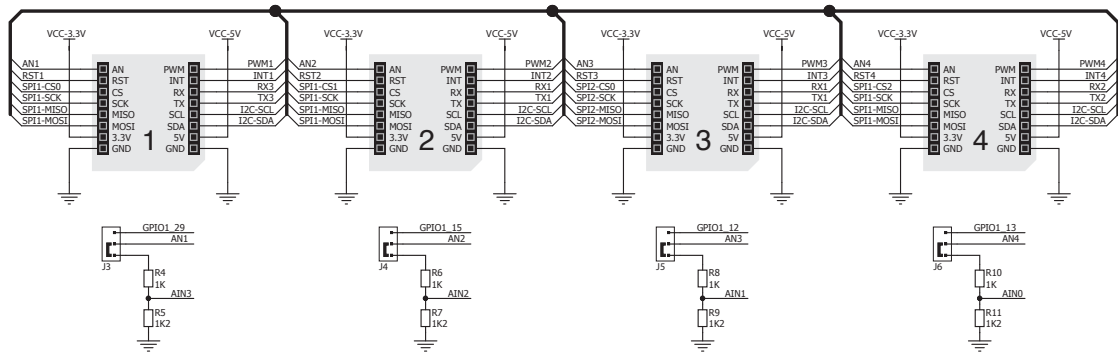 VCC-3.3V VCC-5V VCC-3.3V VCC-5V VCC-3.3V VCC-5V VCC-3.3V VCC-5V
AN1 AN PWM PWM1 AN2 AN PWM PWM2 AN3 AN PWM PWM3 AN4 AN PWM PWM4
RST1 RST INT INT1 RST2 RST INT INT2 RST3 RST INT INT3 RST4 RST INT INT4
SPI1-CS0 CS RX RX3 SPI1-CS1 CS RX RX1 SPI2-CS0 CS RX RX1 SPI1-CS2 CS RX RX2
SPI1-SCK SCK TX TX3 SPI1-SCK SCK TX TX1 SPI2-SCK SCK TX TX1 SPI1-SCK SCK TX TX2
SPI1-MISO MISO SCL I2C-SCL SPI1-MISO MISO SCL I2C-SCL SPI2-MISO MISO SCL I2C-SCL SPI1-MISO MISO SCL I2C-SCL
SPI1-MOSI MOSI SDA I2C-SDA SPI1-MOSI MOSI SDA I2C-SDA SPI2-MOSI MOSI SDA I2C-SDA SPI1-MOSI MOSI SDA I2C-SDA
3.3V 1 5V 3.3V 2 5V 3.3V 3 5V 3.3V 4 5V
GND GND GND GND GND GND GND GND
GPIO1_29 GPIO1_15 GPIO1_12 GPIO1_13
AN1 AN2 AN3 AN4
J3 J4 J5 J6
R4 R6 R8 R10
1K 1K 1K 1K
AIN3 AIN2 AIN1 AIN0
R5 R7 R9 R11
1K2 1K2 1K2 1K2